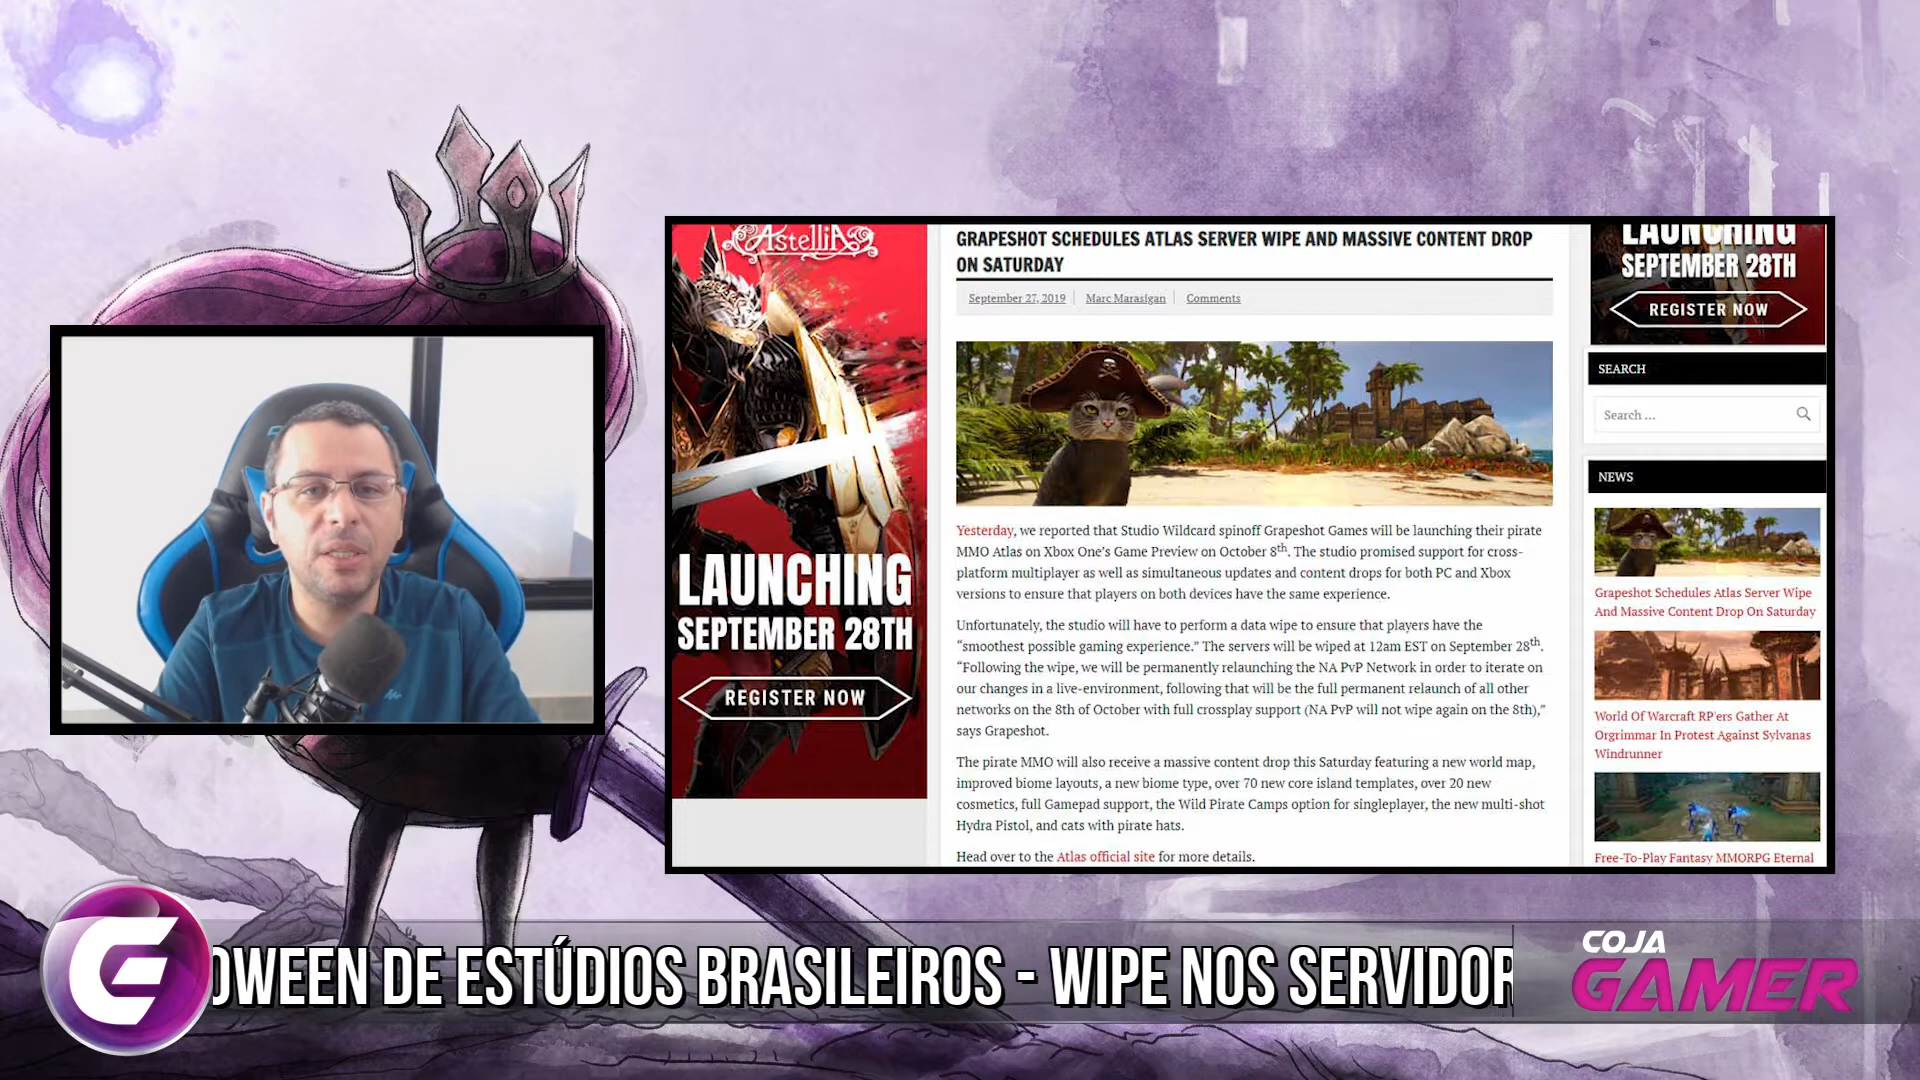 AstelliA
LAUNCHING
SEPTEMBER 28TH
REGISTER NOW
GRAPESHOT SCHEDULES ATLAS SERVER WIPE AND MASSIVE CONTENT DROP
ON SATURDAY
September 27, 2019 | Marc Marasigan | Comments
Yesterday, we reported that Studio Wildcard spinoff Grapeshot Games will be launching their pirate
MMO Atlas on Xbox One’s Game Preview on October 8th. The studio promised support for cross-
platform multiplayer as well as simultaneous updates and content drops for both PC and Xbox
versions to ensure that players on both devices have the same experience.
Unfortunately, the studio will have to perform a data wipe to ensure that players have the
“smoothest possible gaming experience.” The servers will be wiped at 12am EST on September 28th.
“Following the wipe, we will be permanently relaunching the NA PvP Network in order to iterate on
our changes in a live-environment, following that will be the full permanent relaunch of all other
networks on the 8th of October with full crossplay support (NA PvP will not wipe again on the 8th),”
says Grapeshot.
The pirate MMO will also receive a massive content drop this Saturday featuring a new world map,
improved biome layouts, a new biome type, over 70 new core island templates, over 20 new
cosmetics, full Gamepad support, the Wild Pirate Camps option for singleplayer, the new multi-shot
Hydra Pistol, and cats with pirate hats.
Head over to the Atlas official site for more details.
LAUNCHING
SEPTEMBER 28TH
REGISTER NOW
SEARCH
Search ...
NEWS
Grapeshot Schedules Atlas Server Wipe
And Massive Content Drop On Saturday
World Of Warcraft RP'ers Gather At
Orgrimmar In Protest Against Sylvanas
Windrunner
Free-To-Play Fantasy MMORPG Eternal
OWEEN DE ESTÚDIOS BRASILEIROS - WIPE NOS SERVIDOR
COJA
GAMER